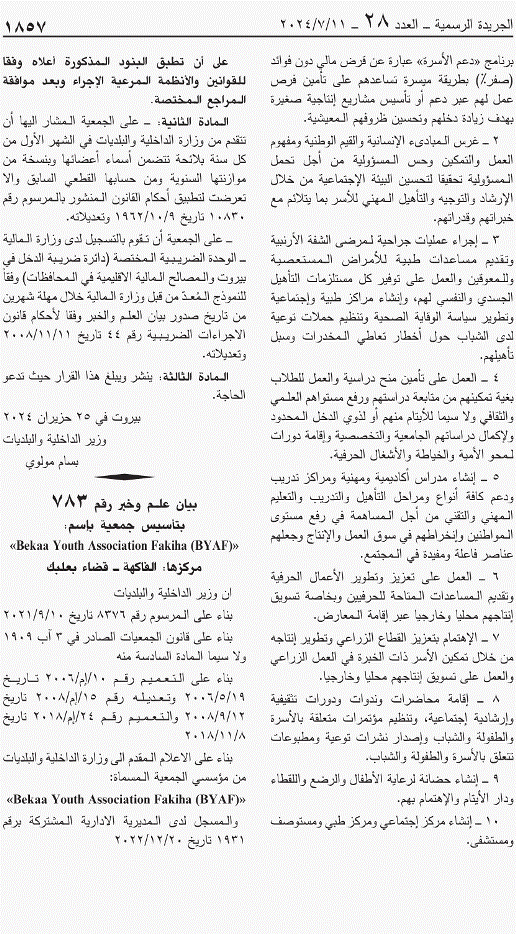 الجريدة الرسمية ــ العدد ٢٨ ــ ٢٠٢٤/٧/١١
١٨٥٧
برنامج «دعم الأسرة» عبارة عن قرض مالي دون فوائد
(صفر٪) بطريقة ميسرة تساعدهم على تأمين فرص
عمل لهم عبر دعم أو تأسيس مشاريع إنتاجية صغيرة
بهدف زيادة دخلهم وتحسين ظروفهم المعيشية.
٢ ــ غرس المبادىء الإنسانية والقيم الوطنية ومفهوم
العمل والتمكين وحس المسؤولية من أجل تحمل
المسؤولية تحقيقا لتحسين البيئة الإجتماعية من خلال
الإرشاد والتوجيه والتأهيل المهني للأسر بما يتلائم مع
خبراتهم وقدراتهم.
٣ ــ إجراء عمليات جراحية لمرضى الشفة الأرنبية
وتقديم مساعدات طبية للأمراض المستعصية
وللمعوقين والعمل على توفير كل مستلزمات التأهيل
الجسدي والنفسي لهم، وإنشاء مراكز طبية وإجتماعية
وتطوير سياسة الوقاية الصحية وتنظيم حملات نوعية
لدى الشباب حول أخطار تعاطي المخدرات وسبل
تأهيلهم.
٤ ــ العمل على تأمين منح دراسية والعمل للطلاب
بغية تمكينهم من متابعة دراستهم ورفع مستواهم العلمي
والثقافي ولا سيما للأيتام منهم أو لذوي الدخل المحدود
ولإكمال دراساتهم الجامعية والتخصصية وإقامة دورات
لمحو الأمية والخياطة والأشغال الحرفية.
٥ ــ إنشاء مدارس أكاديمية ومهنية ومراكز تدريب
ودعم كافة أنواع ومراحل التأهيل والتدريب والتعليم
المهني والتقني من أجل المساهمة في رفع مستوى
المواطنين وإنخراطهم في سوق العمل والإنتاج وجعلهم
عناصر فاعلة ومفيدة في المجتمع.
٦ ــ العمل على تعزيز وتطوير الأعمال الحرفية
وتقديم المساعدات المتاحة للحرفيين وبخاصة تسويق
إنتاجهم محليا وخارجيا عبر إقامة المعارض.
٧ ــ الإهتمام بتعزيز القطاع الزراعي وتطوير إنتاجه
من خلال تمكين الأسر ذات الخبرة في العمل الزراعي
والعمل على تسويق إنتاجهم محليا وخارجيا.
٨ ــ إقامة محاضرات وندوات ودورات تثقيفية
وإرشادية إجتماعية، وتنظيم مؤتمرات متعلقة بالأسرة
والطفولة والشباب وإصدار نشرات توعية ومطبوعات
تتعلق بالأسرة والطفولة والشباب.
٩ ــ إنشاء حضانة لرعاية الأطفال والرضع واللقطاء
ودار الأيتام والإهتمام بهم.
١٠ ــ إنشاء مركز إجتماعي ومركز طبي ومستوصف
ومستشفى.
على أن تطبق البنود المذكورة أعلاه وفقا
للقوانين والأنظمة المرعية الإجراء وبعد موافقة
المراجع المختصة.
المادة الثانية: ــ على الجمعية المشار اليها أن
تتقدم من وزارة الداخلية والبلديات في الشهر الأول من
كل سنة بلائحة تتضمن أسماء أعضائها وبنسخة من
موازنتها السنوية ومن حسابها القطعي السابق والا
تعرضت لتطبيق أحكام القانون المنشور بالمرسوم رقم
١٠٨٣٠ تاريخ ١٩٦٢/١٠/٩ وتعديلاته.
ــ على الجمعية أن تقوم بالتسجيل لدى وزارة المالية
ــ الوحدة الضريبية المختصة (دائرة ضريبة الدخل في
بيروت والمصالح المالية الاقليمية في المحافظات) وفقاً
للنموذج المُعدّ من قبل وزارة المالية خلال مهلة شهرين
من تاريخ صدور بيان العلم والخبر وفقا لأحكام قانون
الاجراءات الضريبية رقم ٤٤ تاريخ ٢٠٠٨/١١/١١
وتعديلاته.
المادة الثالثة: ينشر ويبلغ هذا القرار حيث تدعو
الحاجة.
بيروت في ٢٥ حزيران ٢٠٢٤
وزير الداخلية والبلديات
بسام مولوي
بيان علم وخبر رقم ٧٨٣
بتأسيس جمعية بإسم:
«Bekaa Youth Association Fakiha (BYAF)»
مركزها: الفاكهة ــ قضاء بعلبك
ان وزير الداخلية والبلديات
بناء على المرسوم رقم ٨٣٧٦ تاريخ ٢٠٢١/٩/١٠
بناء على قانون الجمعيات الصادر في ٣ آب ١٩٠٩
ولا سيما المادة السادسة منه
بناء على التعميم رقم ١٠/إم/٢٠٠٦ تاريخ
٢٠٠٦/٥/١٩ وتعديله رقم ١٥/إم/٢٠٠٨ تاريخ
٢٠٠٨/٩/١٢ والتعميم رقم ٢٤/إم/٢٠١٨ تاريخ
٢٠١٨/١١/٨
بناء على الاعلام المقدم الى وزارة الداخلية والبلديات
من مؤسسي الجمعية المسماة:
«Bekaa Youth Association Fakiha (BYAF)»
والمسجل لدى المديرية الادارية المشتركة برقم
١٩٣١ تاريخ ٢٠٢٢/١٢/٢٠